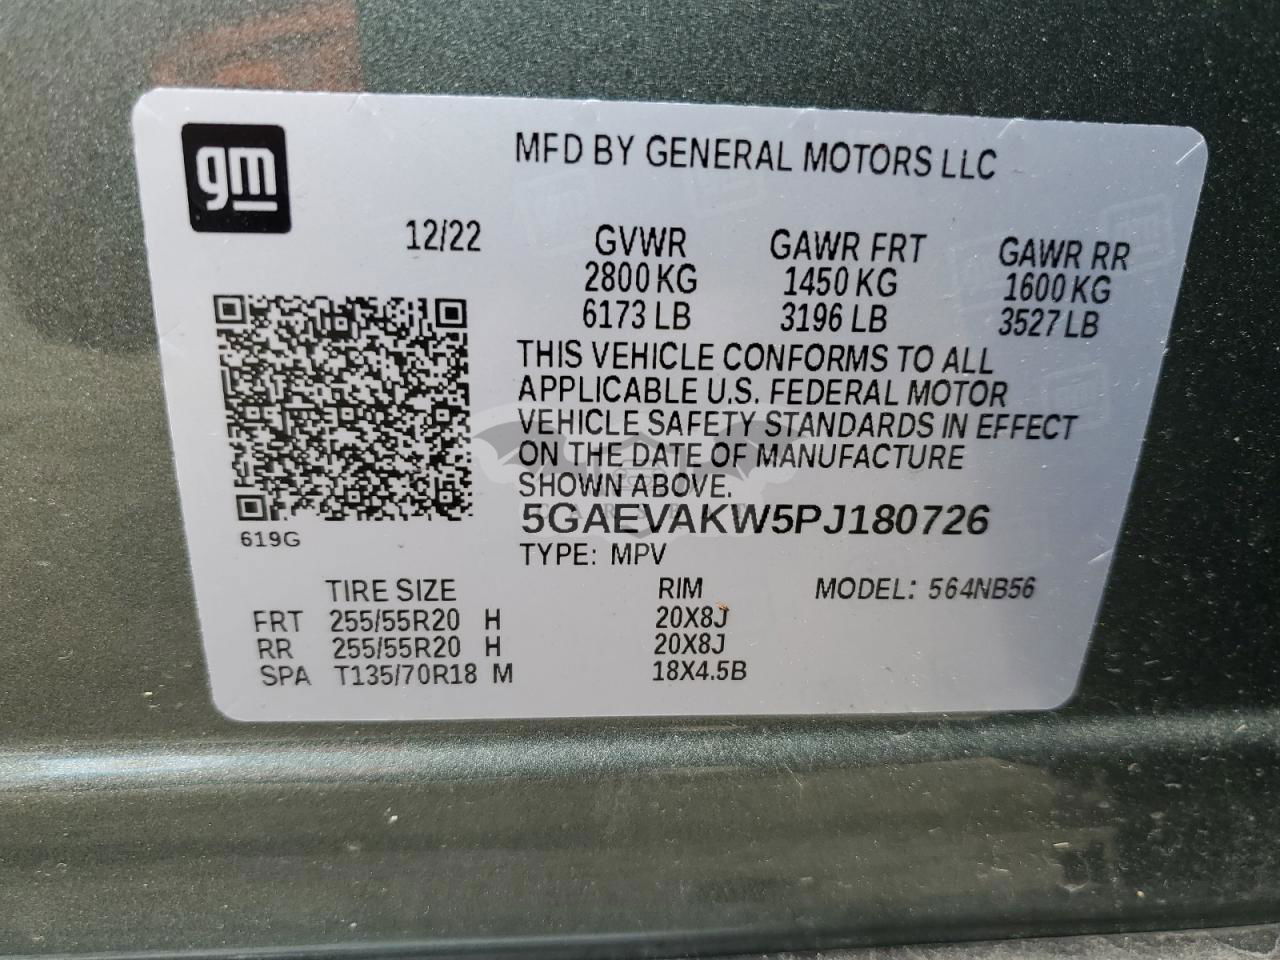 gm
MFD BY GENERAL MOTORS LLC
12/22 GVWR GAWR FRT GAWR RR
2800 KG 1450 KG 1600 KG
6173 LB 3196 LB 3527 LB
THIS VEHICLE CONFORMS TO ALL
APPLICABLE U.S. FEDERAL MOTOR
VEHICLE SAFETY STANDARDS IN EFFECT
ON THE DATE OF MANUFACTURE
SHOWN ABOVE.
5GAEVAKW5PJ180726
619G
TYPE: MPV
TIRE SIZE RIM MODEL: 564NB56
FRT 255/55R20 H 20X8J
RR 255/55R20 H 20X8J
SPA T135/70R18 M 18X4.5B